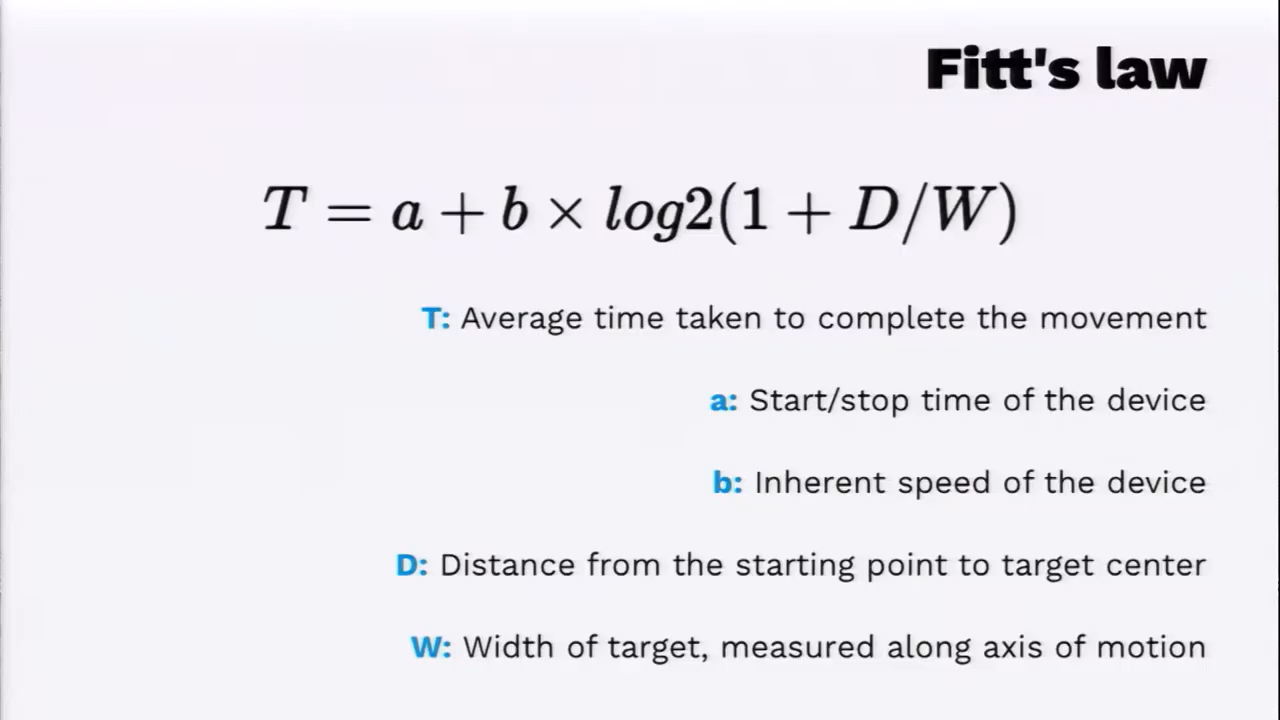 Fitt's law
T = a + b × log2(1 + D/W)
T: Average time taken to complete the movement
a: Start/stop time of the device
b: Inherent speed of the device
D: Distance from the starting point to target center
W: Width of target, measured along axis of motion